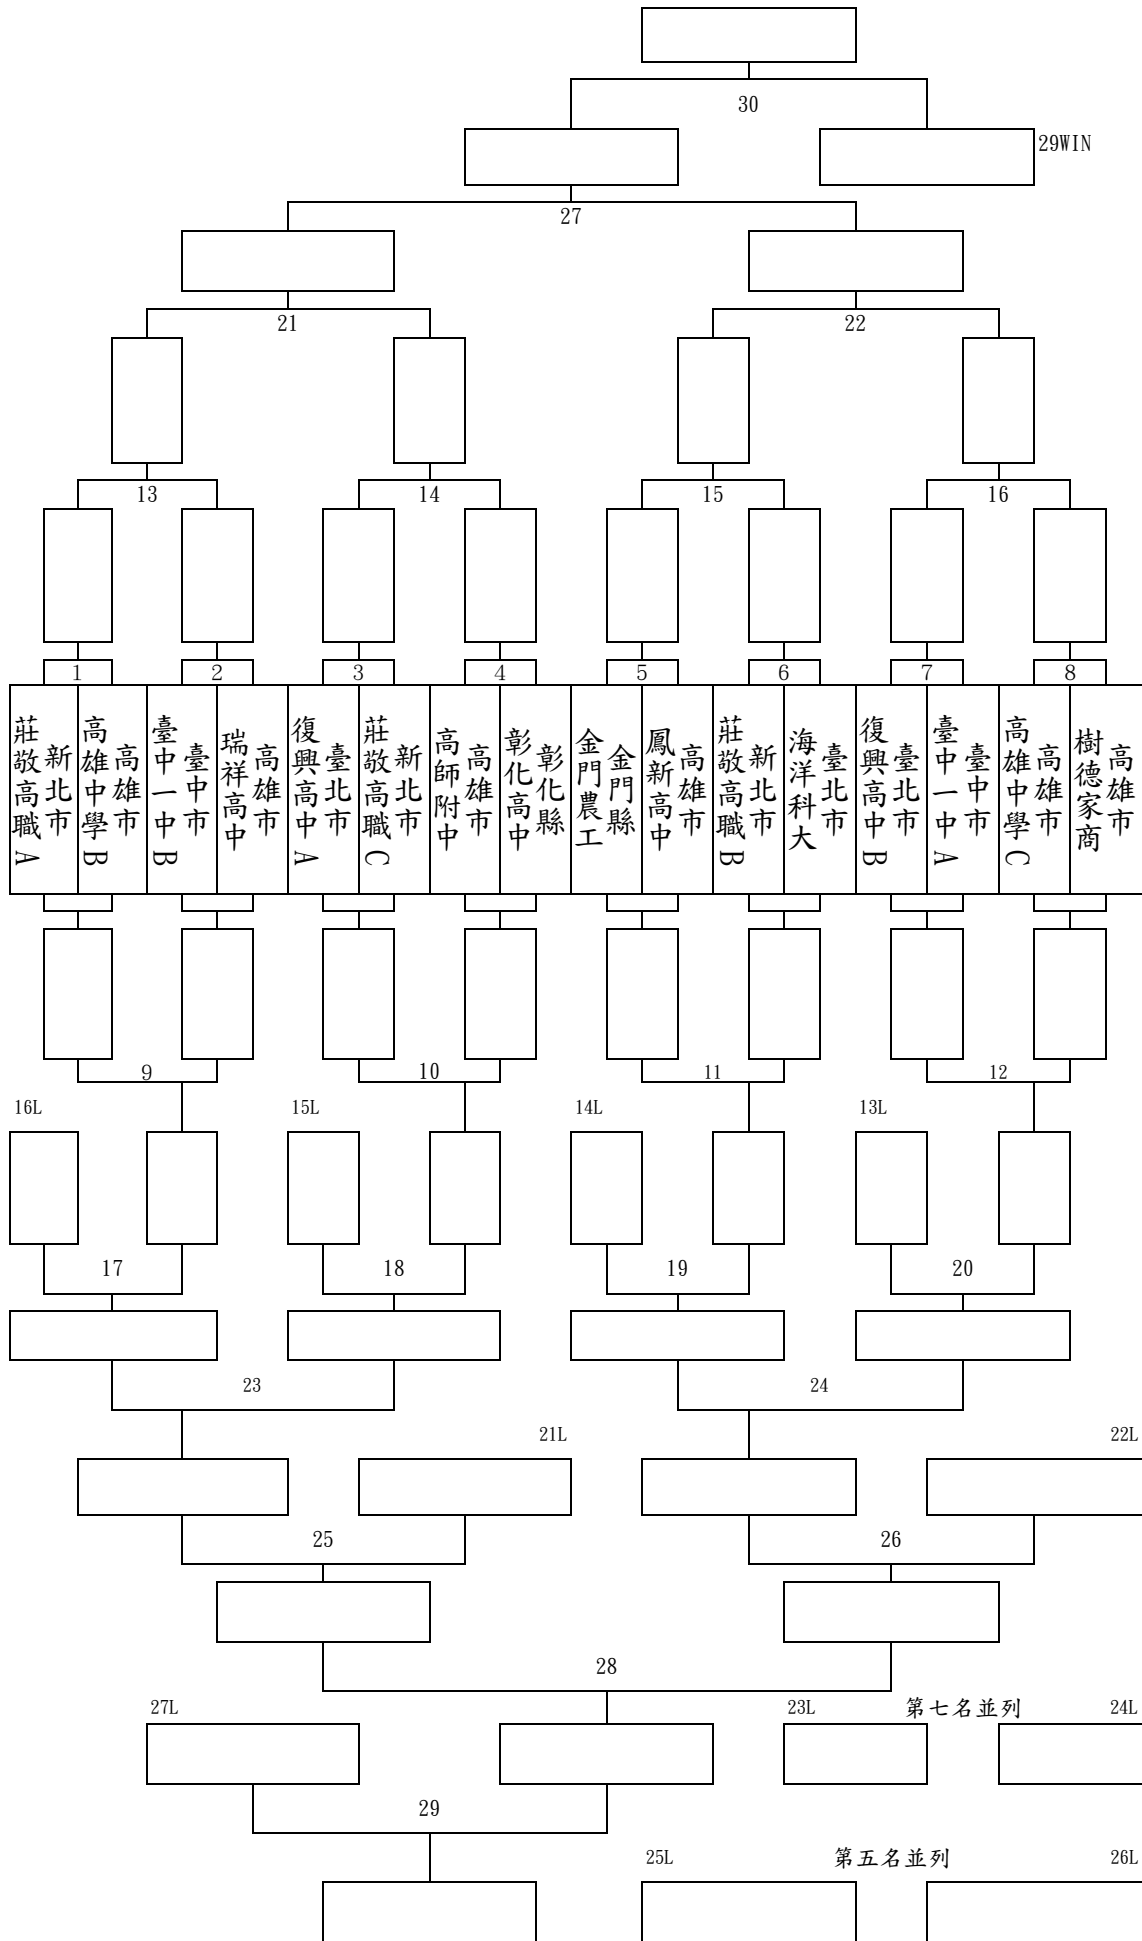 30
29WIN
27
21
22
13
14
15
16
1
2
3
4
5
6
7
8
新北市
莊敬高職A
高雄市
高雄中學B
臺中市
臺中一中B
高雄市
瑞祥高中
臺北市
復興高中A
新北市
莊敬高職C
高雄市
高師附中
彰化縣
彰化高中
金門縣
金門農工
高雄市
鳳新高中
新北市
莊敬高職B
臺北市
海洋科大
臺北市
復興高中B
臺中市
臺中一中A
高雄市
高雄中學C
高雄市
樹德家商
9
10
11
12
16L
15L
14L
13L
17
18
19
20
23
24
21L
22L
25
26
28
27L
23L
第七名並列
24L
29
25L
第五名並列
26L